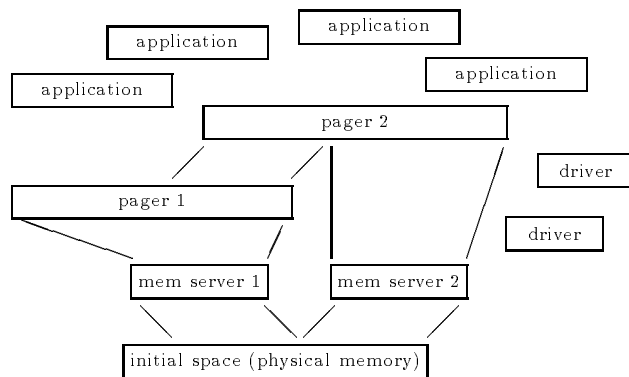 application
application
application
application
pager 2
driver
pager 1
driver
mem server 1
mem server 2
initial space (physical memory)